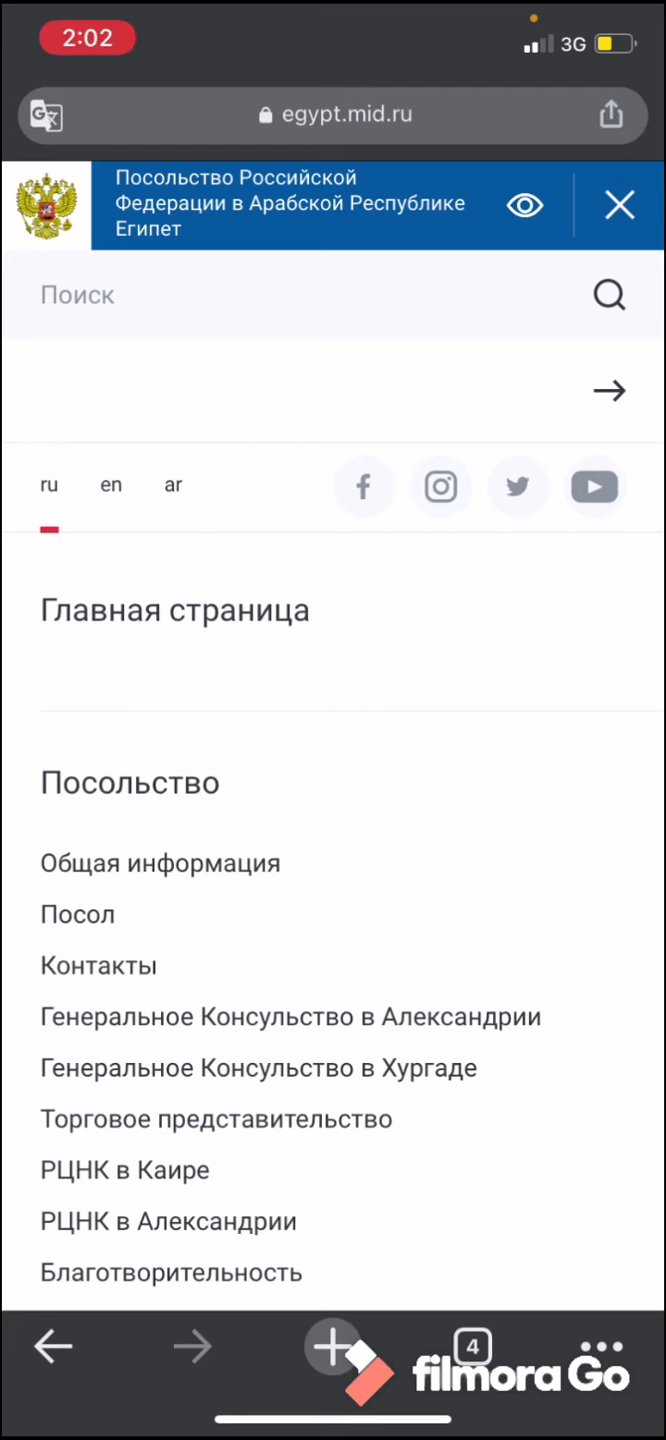 2:02
3G
egypt.mid.ru
Посольство Российской
Федерации в Арабской Республике
Египет
Поиск
ru en ar
Главная страница
Посольство
Общая информация
Посол
Контакты
Генеральное Консульство в Александрии
Генеральное Консульство в Хургаде
Торговое представительство
РЦНК в Каире
РЦНК в Александрии
Благотворительность
4
filmora Go